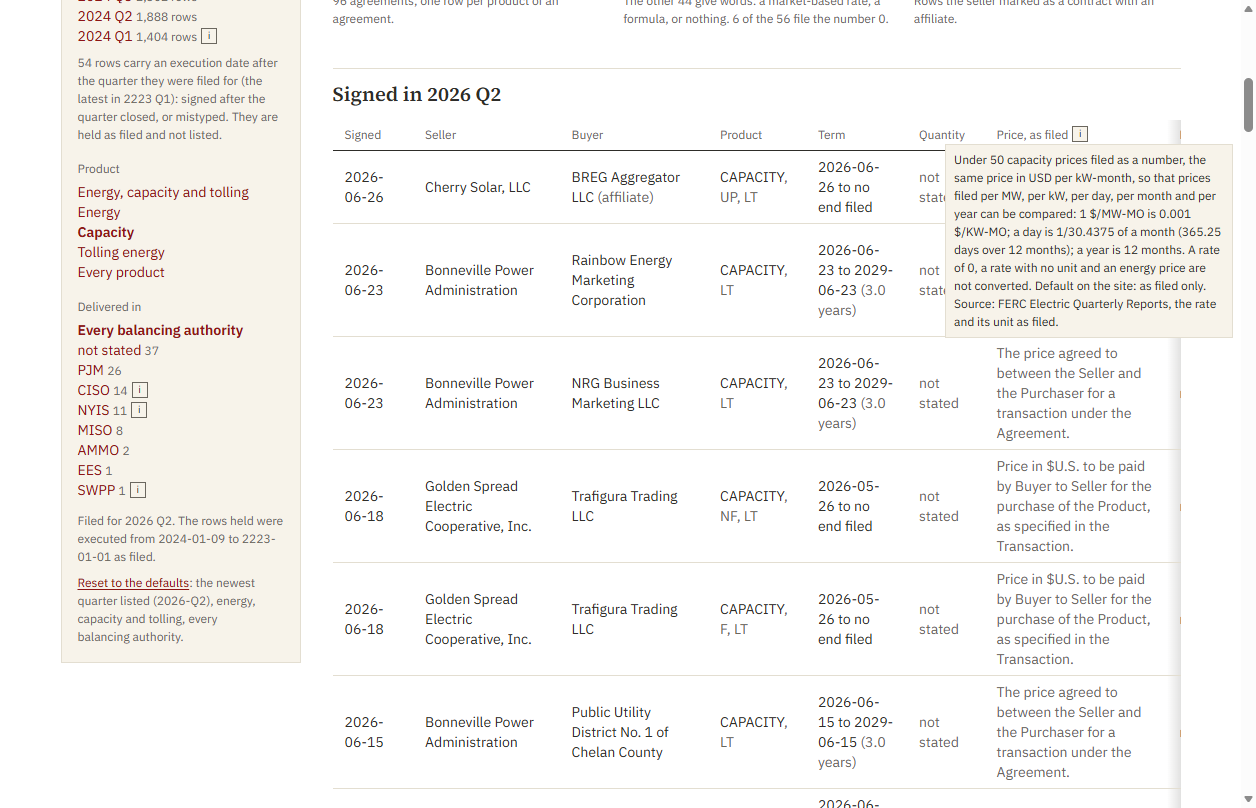 2024 Q2 1,888 rows
2024 Q1 1,404 rows i
54 rows carry an execution date after
the quarter they were filed for (the
latest in 2223 Q1): signed after the
quarter closed, or mistyped. They are
held as filed and not listed.
Product
Energy, capacity and tolling
Energy
Capacity
Tolling energy
Every product
Delivered in
Every balancing authority
not stated 37
PJM 26
CISO 14 i
NYIS 11 i
MISO 8
AMMO 2
EES 1
SWPP 1 i
Filed for 2026 Q2. The rows held were
executed from 2024-01-09 to 2223-
01-01 as filed.
Reset to the defaults: the newest
quarter listed (2026-Q2), energy,
capacity and tolling, every
balancing authority.
96 agreements, one row per product of an
agreement.
The other 44 give words: a market-based rate, a
formula, or nothing. 6 of the 56 file the number 0.
Rows the seller marked as a contract with an
affiliate.
Signed in 2026 Q2
Signed Seller Buyer Product Term Quantity Price, as filed i
2026-
06-26
Cherry Solar, LLC
BREG Aggregator
LLC (affiliate)
CAPACITY,
UP, LT
2026-06-
26 to no
end filed
not
Under 50 capacity prices filed as a number, the
same price in USD per kW-month, so that prices
filed per MW, per kW, per day, per month and per
year can be compared: 1 $/MW-MO is 0.001
$/KW-MO; a day is 1/30.4375 of a month (365.25
days over 12 months); a year is 12 months. A rate
of 0, a rate with no unit and an energy price are
not converted. Default on the site: as filed only.
Source: FERC Electric Quarterly Reports, the rate
and its unit as filed.
2026-
06-23
Bonneville Power
Administration
Rainbow Energy
Marketing
Corporation
CAPACITY,
LT
2026-06-
23 to 2029-
06-23 (3.0
years)
not
2026-
06-23
Bonneville Power
Administration
NRG Business
Marketing LLC
CAPACITY,
LT
2026-06-
23 to 2029-
06-23 (3.0
years)
not
stated
The price agreed to
between the Seller and
the Purchaser for a
transaction under the
Agreement.
2026-
06-18
Golden Spread
Electric
Cooperative, Inc.
Trafigura Trading
LLC
CAPACITY,
NF, LT
2026-05-
26 to no
end filed
not
stated
Price in $U.S. to be paid
by Buyer to Seller for the
purchase of the Product,
as specified in the
Transaction.
2026-
06-18
Golden Spread
Electric
Cooperative, Inc.
Trafigura Trading
LLC
CAPACITY,
F, LT
2026-05-
26 to no
end filed
not
stated
Price in $U.S. to be paid
by Buyer to Seller for the
purchase of the Product,
as specified in the
Transaction.
2026-
06-15
Bonneville Power
Administration
Public Utility
District No. 1 of
Chelan County
CAPACITY,
LT
2026-06-
15 to 2029-
06-15 (3.0
years)
not
stated
The price agreed to
between the Seller and
the Purchaser for a
transaction under the
Agreement.
2026-06-